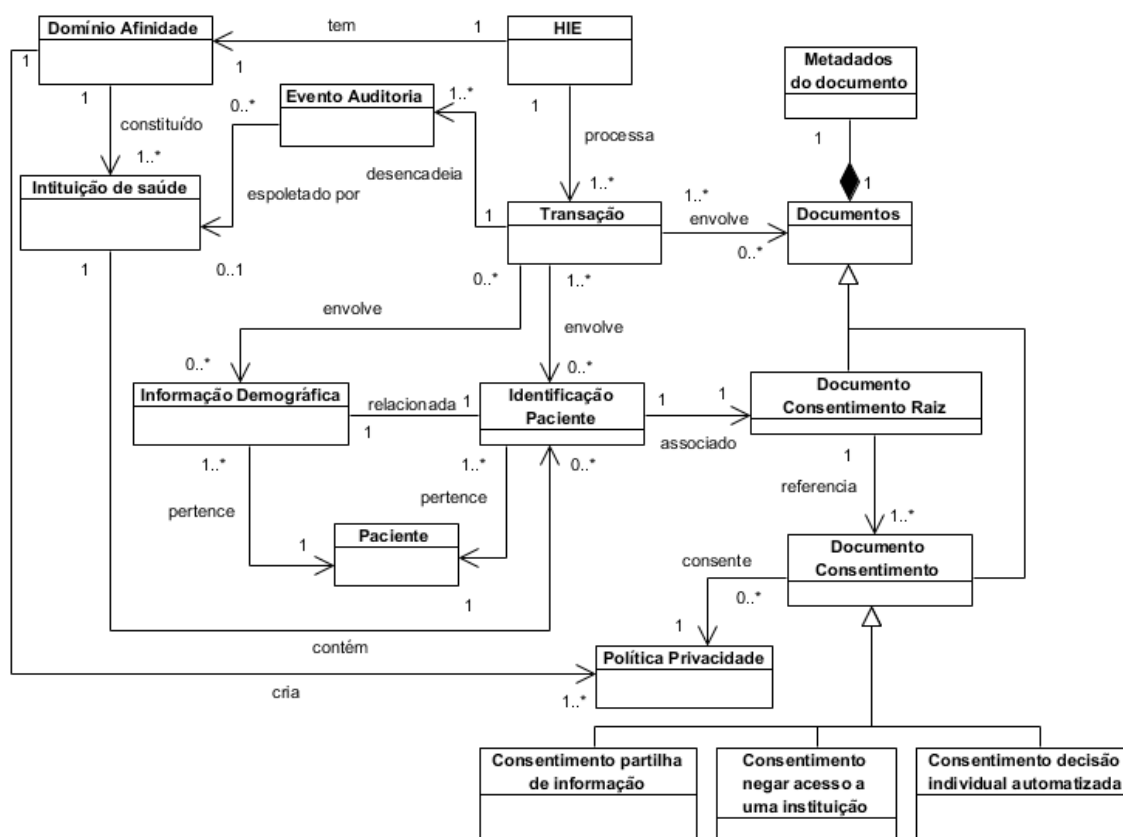 Domínio Afinidade
1
tem
1
HIE
1
1
1
Metadados
do documento
1
Evento Auditoria
0..*
1..*
constituído
1..*
processa
desencadeia
1..*
1
Intituição de saúde
espoletado por
1
Transação
1..*
envolve
0..*
Documentos
1
0..1
0..*
1..*
envolve
envolve
0..*
0..*
Informação Demográfica
relacionada
1
1
Identificação
Paciente
1
1
associado
Documento
Consentimento Raiz
1..*
1..*
0..*
1
pertence
pertence
referencia
1..*
1
Paciente
1
Documento
Consentimento
consente
0..*
1
contém
Política Privacidade
cria
1..*
Consentimento partilha
de informação
Consentimento
negar acesso a
uma instituição
Consentimento decisão
individual automatizada